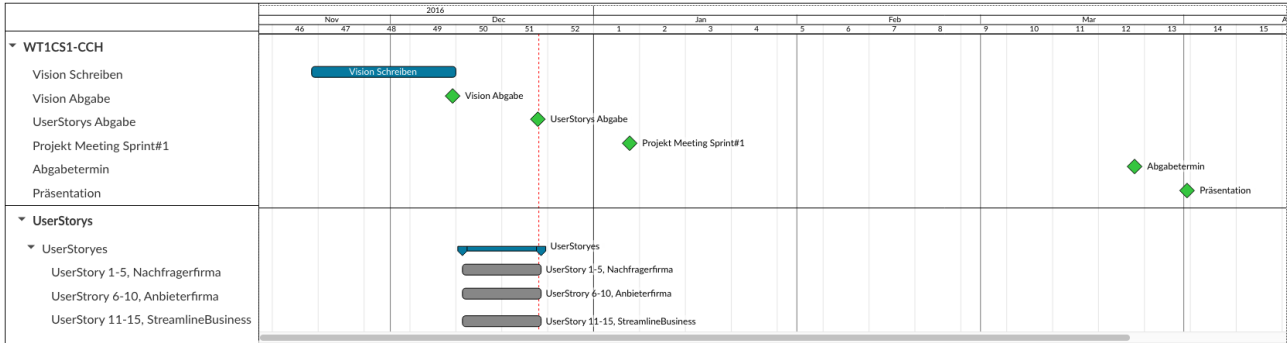 2016
Nov Dec Jan Feb Mar A
46 47 48 49 50 51 52 1 2 3 4 5 6 7 8 9 10 11 12 13 14 15
WT1CS1-CCH
Vision Schreiben Vision Schreiben
Vision Abgabe Vision Abgabe
UserStorys Abgabe UserStorys Abgabe
Projekt Meeting Sprint#1 Projekt Meeting Sprint#1
Abgabetermin Abgabetermin
Präsentation Präsentation
UserStorys
UserStoryes UserStoryes
UserStory 1-5, Nachfragerfirma UserStory 1-5, Nachfragerfirma
UserStrory 6-10, Anbieterfirma UserStrory 6-10, Anbieterfirma
UserStory 11-15, StreamlineBusiness UserStory 11-15, StreamlineBusiness